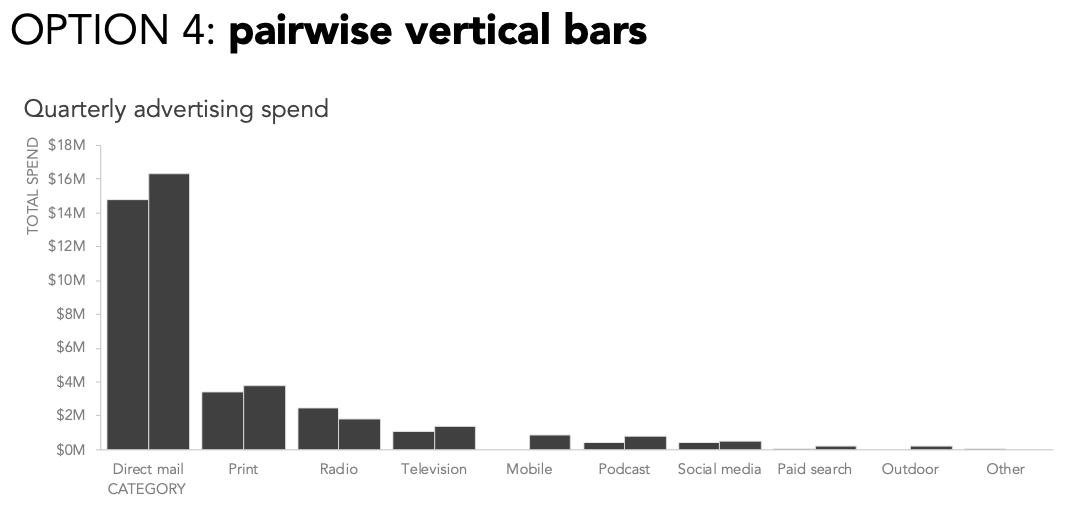 OPTION 4: pairwise vertical bars
Quarterly advertising spend
TOTAL SPEND
$18M
$16M
$14M
$12M
$10M
$8M
$6M
$4M
$2M
$0M
Direct mail Print Radio Television Mobile Podcast Social media Paid search Outdoor Other
CATEGORY